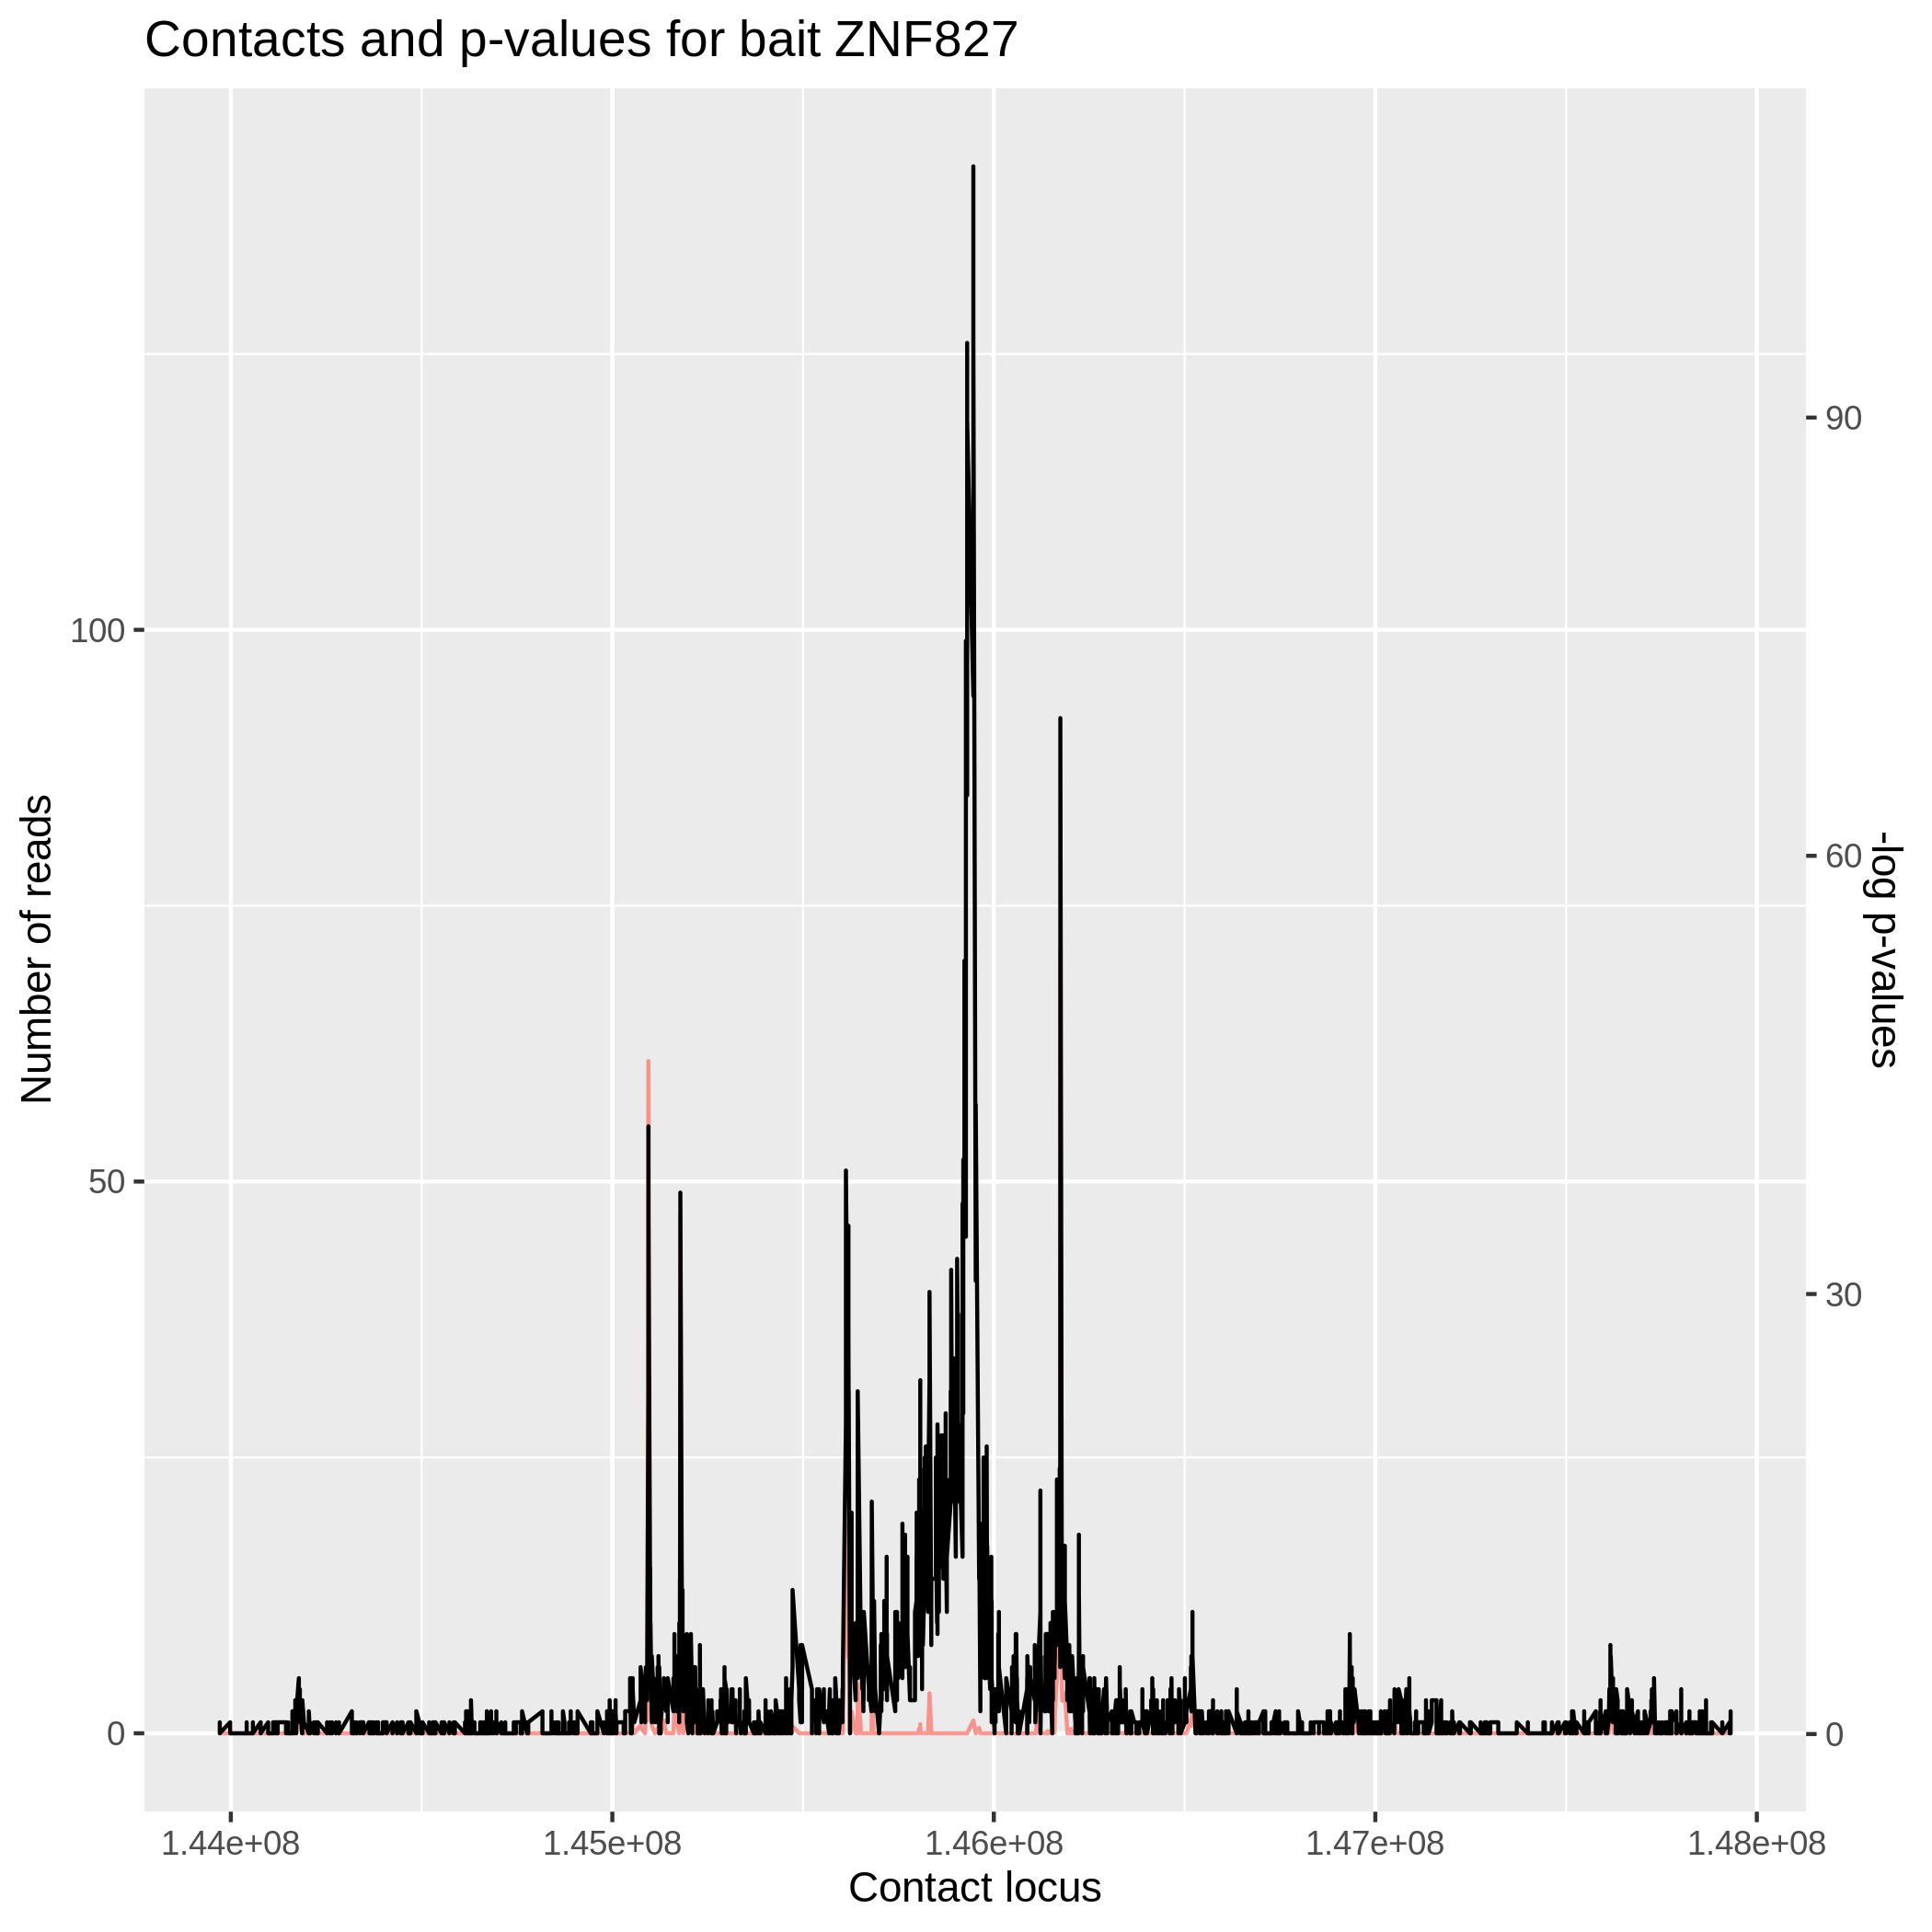 Contacts and p-values for bait ZNF827
Number of reads
100
50
0
90
60
30
0
-log p-values
1.44e+08 1.45e+08 1.46e+08 1.47e+08 1.48e+08
Contact locus